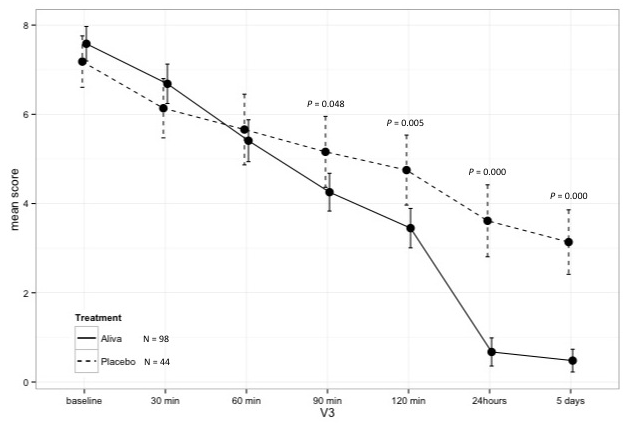 8
6
4
2
0
mean score
P = 0.048
P = 0.005
P = 0.000
P = 0.000
Treatment
Aliva N = 98
Placebo N = 44
baseline 30 min 60 min 90 min 120 min 24hours 5 days
V3